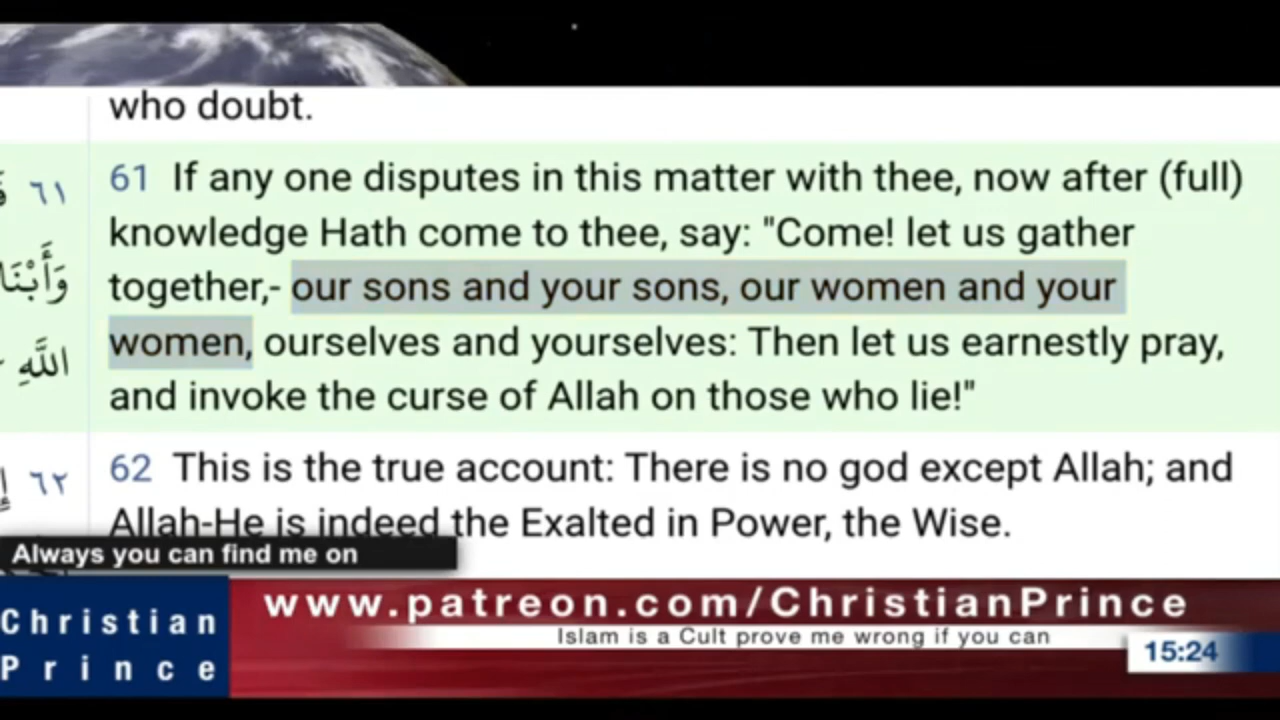 who doubt.
٦١
61 If any one disputes in this matter with thee, now after (full)
knowledge Hath come to thee, say: "Come! let us gather
together,- our sons and your sons, our women and your
women, ourselves and yourselves: Then let us earnestly pray,
and invoke the curse of Allah on those who lie!"
وَأَبْنَا
اللَّهِ
٦٢
62 This is the true account: There is no god except Allah; and
Allah-He is indeed the Exalted in Power, the Wise.
Always you can find me on
Christian
Prince
www.patreon.com/ChristianPrince
Islam is a Cult prove me wrong if you can
15:24